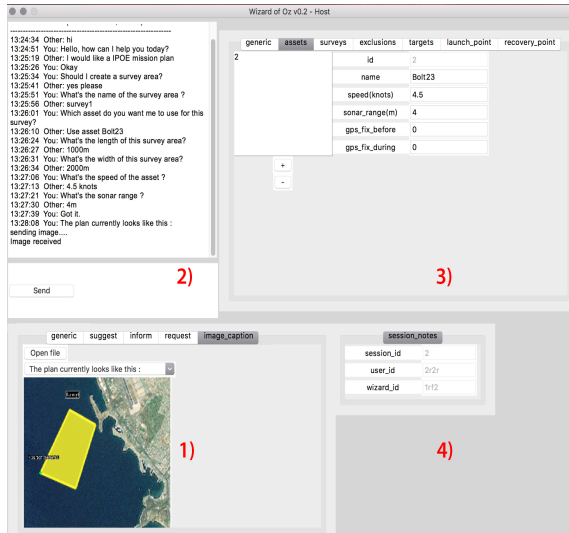 Wizard of Oz v0.2 - Host
13:24:34 Other: hi
13:24:51 You: Hello, how can I help you today?
13:25:19 Other: I would like a IPOE mission plan
13:25:26 You: Okay
13:25:34 You: Should I create a survey area?
13:25:41 Other: yes please
13:25:51 You: What's the name of the survey area ?
13:25:56 Other: survey1
13:26:01 You: Which asset do you want me to use for this
survey?
13:26:10 Other: Use asset Bolt23
13:26:24 You: What's the length of this survey area?
13:26:27 Other: 1000m
13:26:31 You: What's the width of this survey area?
13:26:34 Other: 2000m
13:27:06 You: What's the speed of the asset ?
13:27:13 Other: 4.5 knots
13:27:21 You: What's the sonar range ?
13:27:30 Other: 4m
13:27:39 You: Got it.
13:28:08 You: The plan currently looks like this :
sending image....
Image received
2)
Send
generic assets surveys exclusions targets launch_point recovery_point
2
id 2
name Bolt23
speed(knots) 4.5
sonar_range(m) 4
gps_fix_before 0
gps_fix_during 0
+
-
3)
generic suggest inform request image_caption
Open file
The plan currently looks like this :
1)
session_notes
session_id 2
user_id 2r2r
wizard_id 1rf2
4)